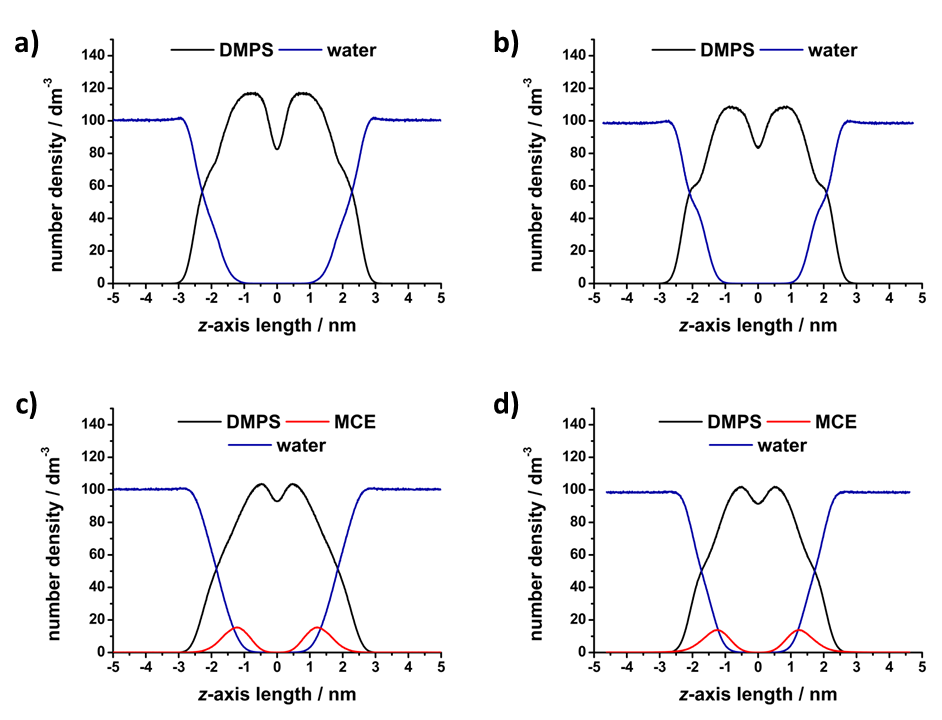 a)
DMPS water
number density / dm-3
140
120
100
80
60
40
20
0
-5 -4 -3 -2 -1 0 1 2 3 4 5
z-axis length / nm
b)
DMPS water
number density / dm-3
140
120
100
80
60
40
20
0
-5 -4 -3 -2 -1 0 1 2 3 4 5
z-axis length / nm
c)
DMPS MCE
water
number density / dm-3
140
120
100
80
60
40
20
0
-5 -4 -3 -2 -1 0 1 2 3 4 5
z-axis length / nm
d)
DMPS MCE
water
number density / dm-3
140
120
100
80
60
40
20
0
-5 -4 -3 -2 -1 0 1 2 3 4 5
z-axis length / nm